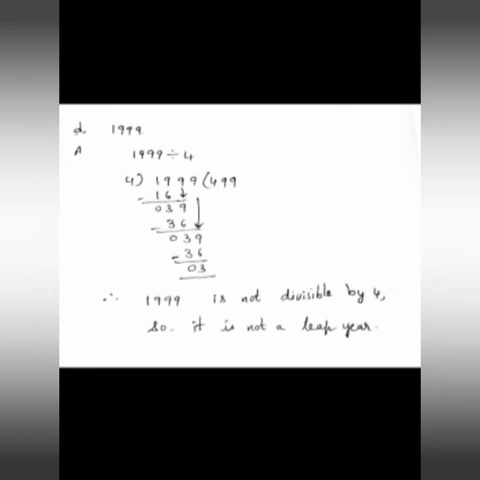 d. 1999
A 1999 ÷ 4
4) 1999 (499
- 16
039
- 36
039
- 36
03
∴ 1999 is not divisible by 4,
so. it is not a leap year.